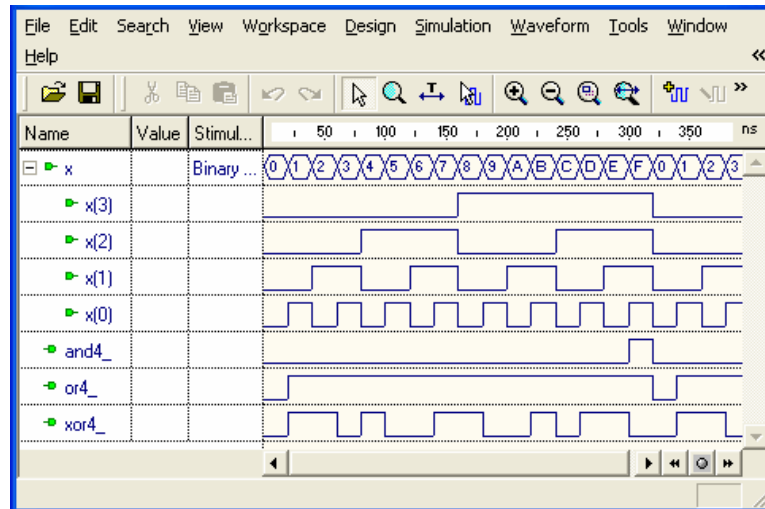 File Edit Search View Workspace Design Simulation Waveform Tools Window
Help
Name Value Stimul... 50 100 150 200 250 300 350 ns
x Binary ... 0 1 2 3 4 5 6 7 8 9 A B C D E F 0 1 2 3
x(3)
x(2)
x(1)
x(0)
and4_
or4_
xor4_